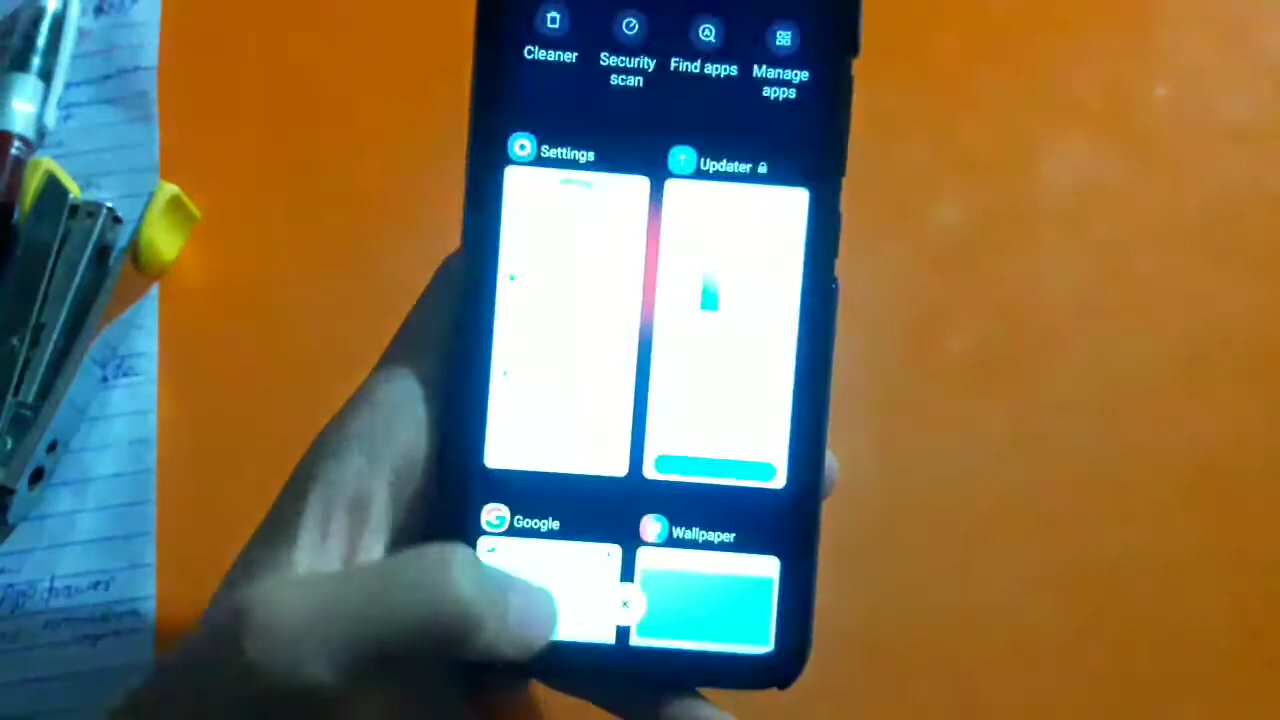 Cleaner
Security
scan
Find apps
Manage
apps
Settings
Updater
Google
Wallpaper